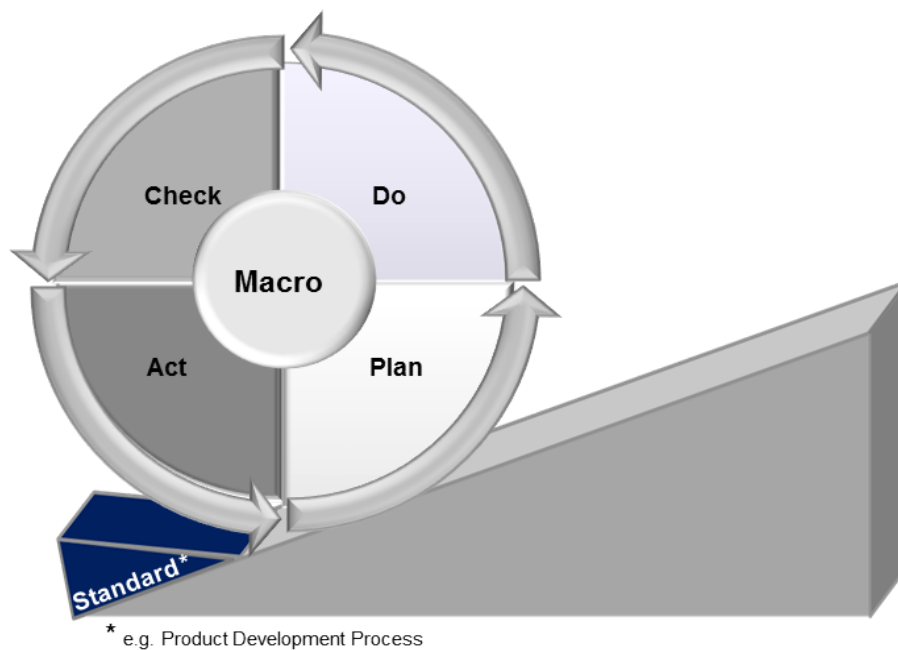 Check
Do
Macro
Act
Plan
Standard*
* e.g. Product Development Process